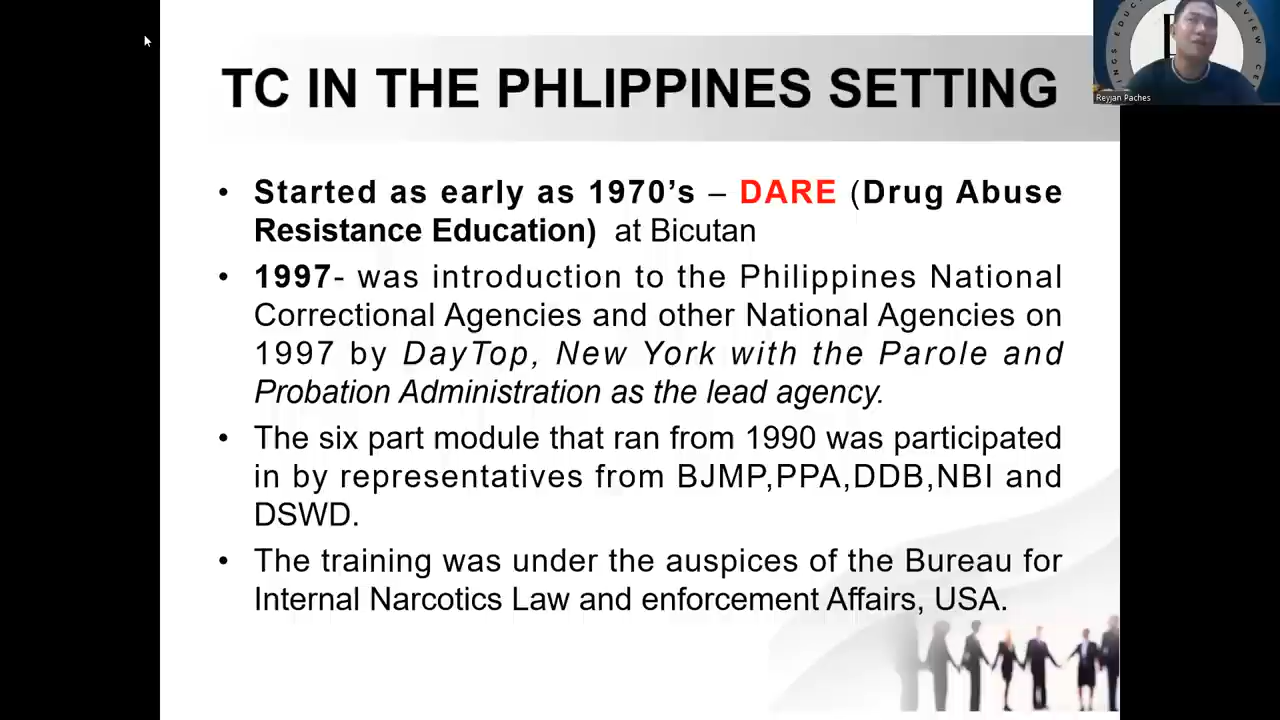 TC IN THE PHLIPPINES SETTING
• Started as early as 1970's – DARE (Drug Abuse
Resistance Education) at Bicutan
• 1997- was introduction to the Philippines National
Correctional Agencies and other National Agencies on
1997 by DayTop, New York with the Parole and
Probation Administration as the lead agency.
• The six part module that ran from 1990 was participated
in by representatives from BJMP,PPA,DDB,NBI and
DSWD.
• The training was under the auspices of the Bureau for
Internal Narcotics Law and enforcement Affairs, USA.
Reyjan Paches